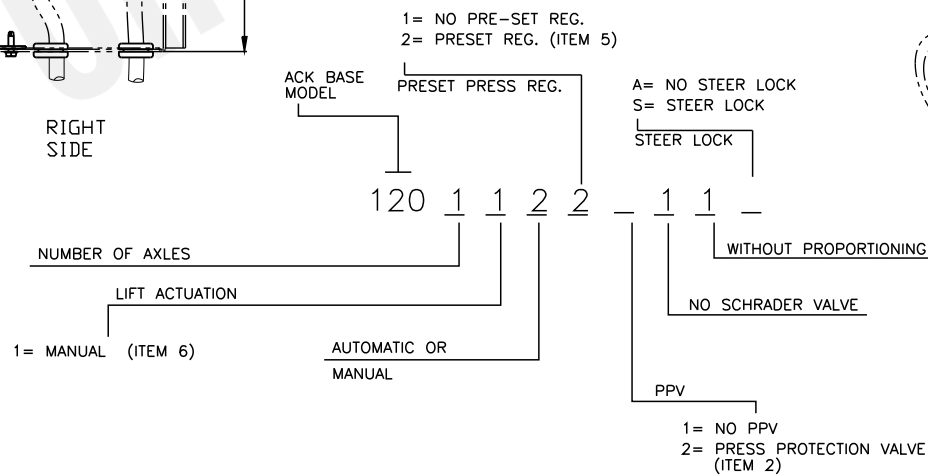 1= NO PRE-SET REG.
2= PRESET REG. (ITEM 5)
ACK BASE
MODEL
PRESET PRESS REG.
A= NO STEER LOCK
S= STEER LOCK
STEER LOCK
RIGHT
SIDE
120 1 1 2 2 _ 1 1 _
NUMBER OF AXLES
WITHOUT PROPORTIONING
LIFT ACTUATION
NO SCHRADER VALVE
1= MANUAL (ITEM 6)
AUTOMATIC OR
MANUAL
PPV
1= NO PPV
2= PRESS PROTECTION VALVE
(ITEM 2)